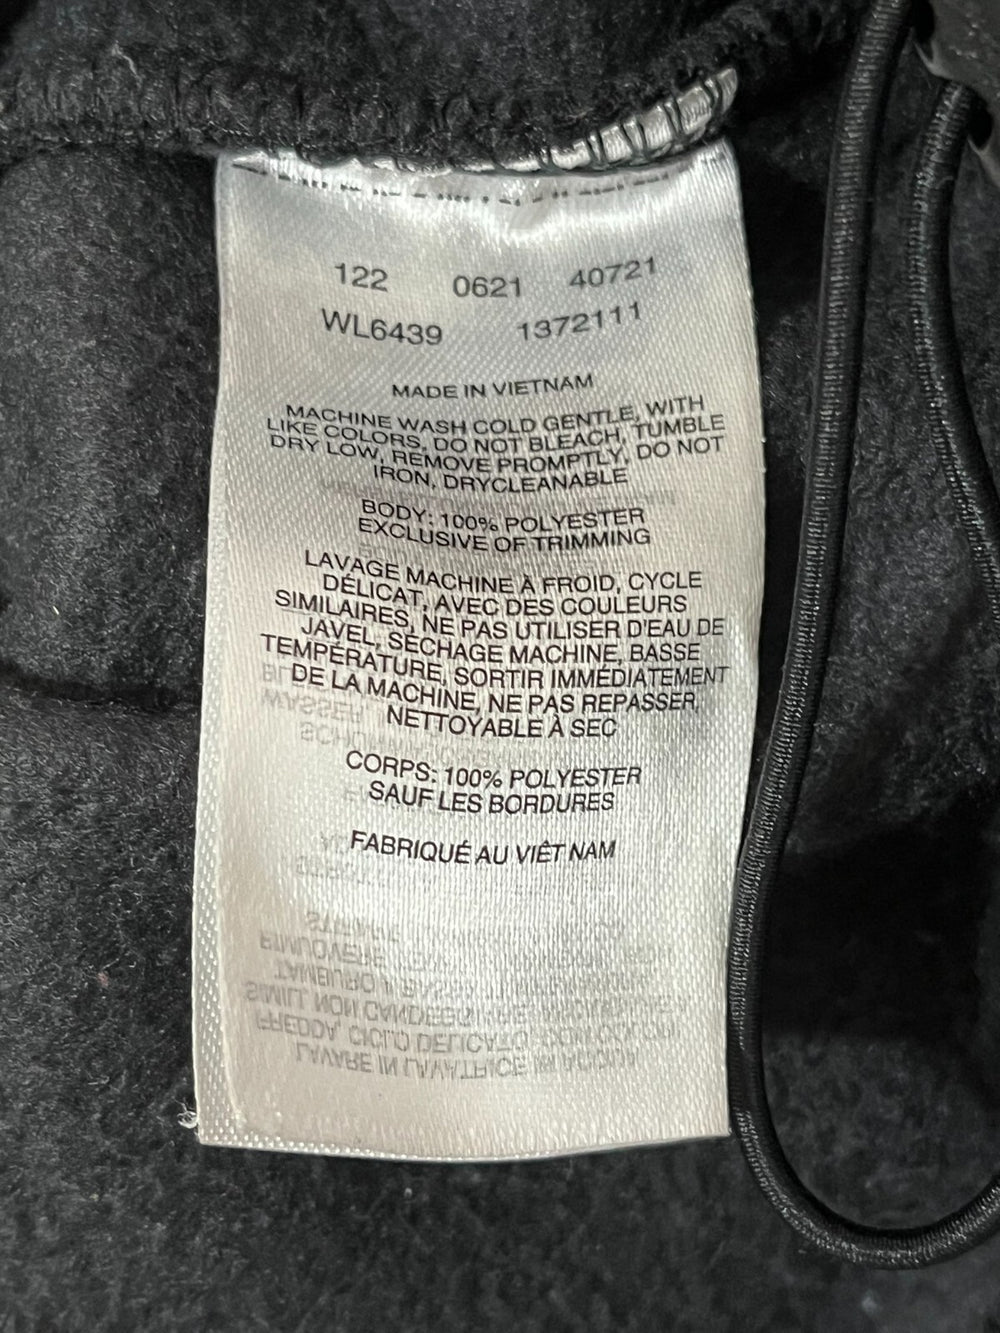 122 0621 40721
WL6439 1372111
MADE IN VIETNAM
MACHINE WASH COLD GENTLE, WITH
LIKE COLORS, DO NOT BLEACH, TUMBLE
DRY LOW, REMOVE PROMPTLY, DO NOT
IRON, DRYCLEANABLE
BODY: 100% POLYESTER
EXCLUSIVE OF TRIMMING
LAVAGE MACHINE À FROID, CYCLE
DÉLICAT, AVEC DES COULEURS
SIMILAIRES, NE PAS UTILISER D'EAU DE
JAVEL, SÉCHAGE MACHINE, BASSE
TEMPÉRATURE, SORTIR IMMÉDIATEMENT
DE LA MACHINE, NE PAS REPASSER,
NETTOYABLE À SEC
CORPS: 100% POLYESTER
SAUF LES BORDURES
FABRIQUÉ AU VIÊT NAM